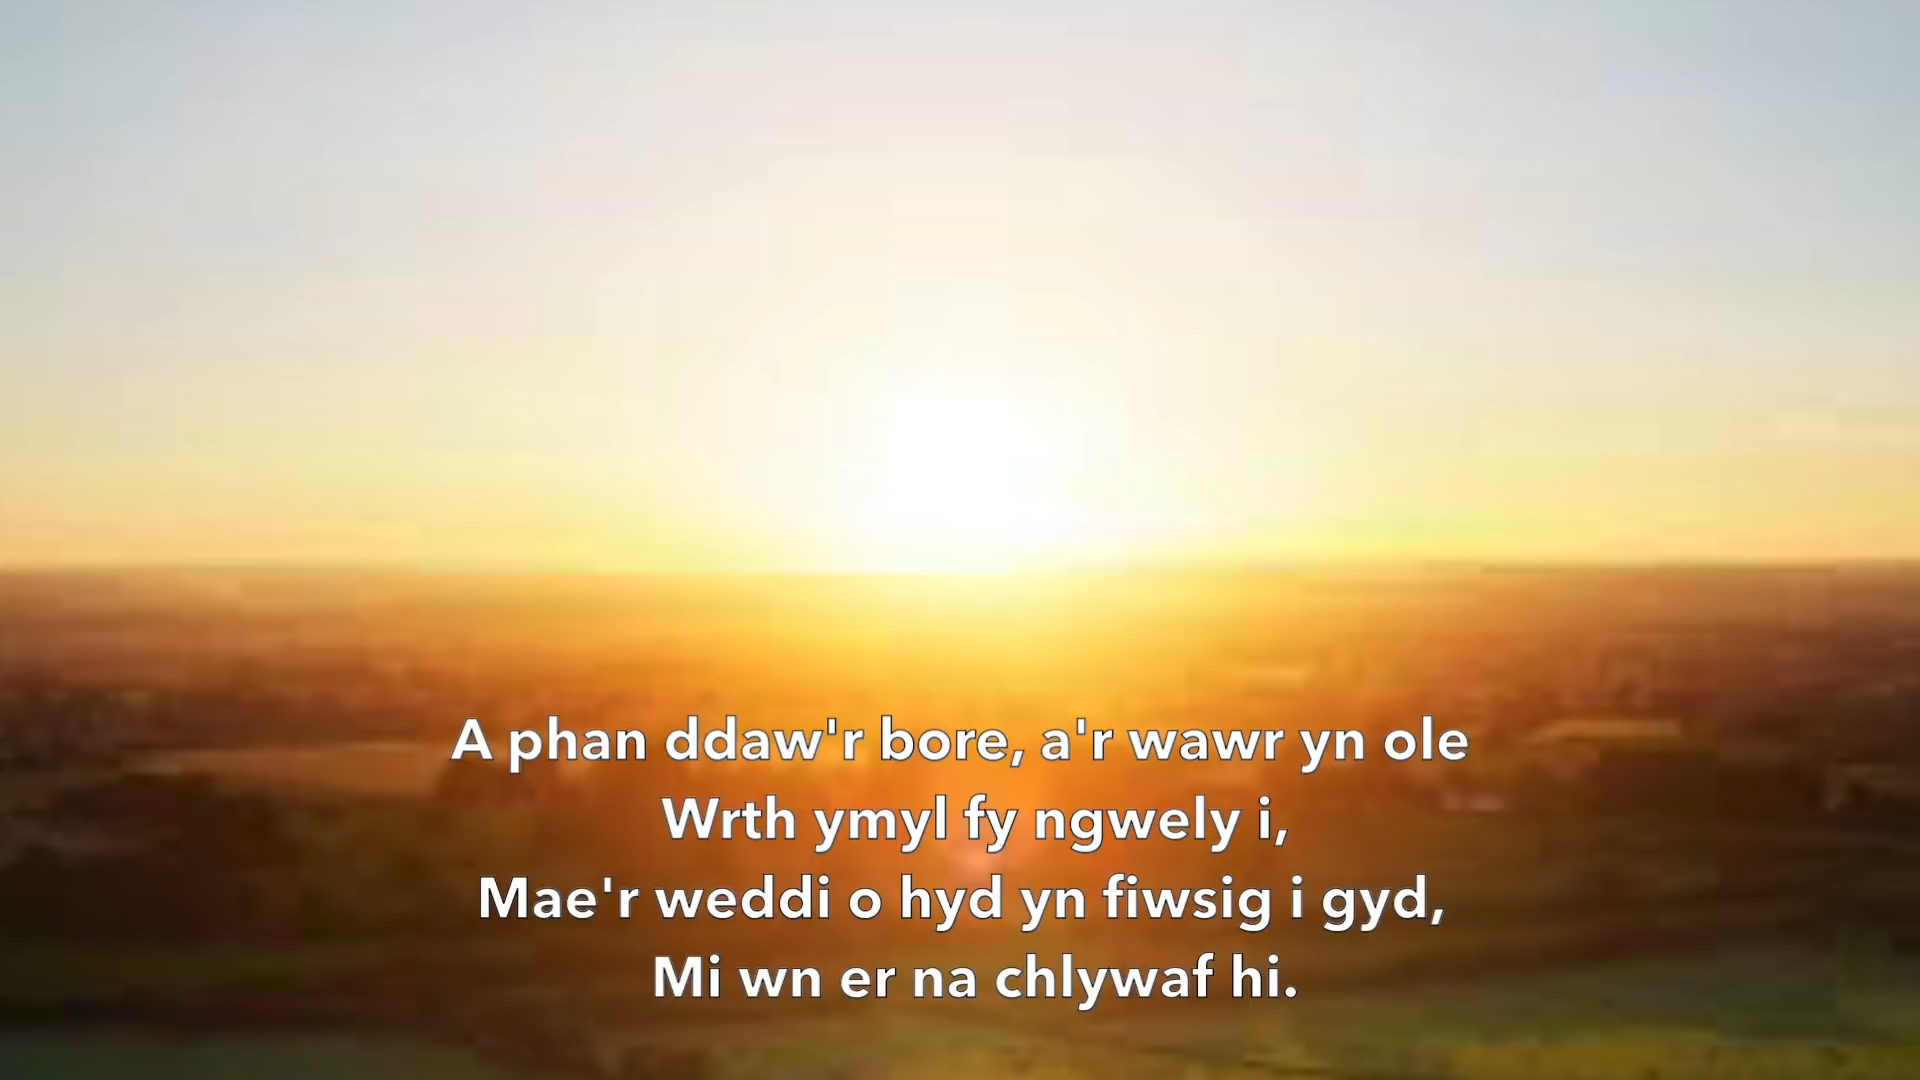 A phan ddaw'r bore, a'r wawr yn ole
Wrth ymyl fy ngwely i,
Mae'r weddi o hyd yn fiwsig i gyd,
Mi wn er na chlywaf hi.